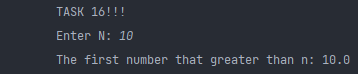 TASK 16!!!
Enter N: 10
The first number that greater than n: 10.0